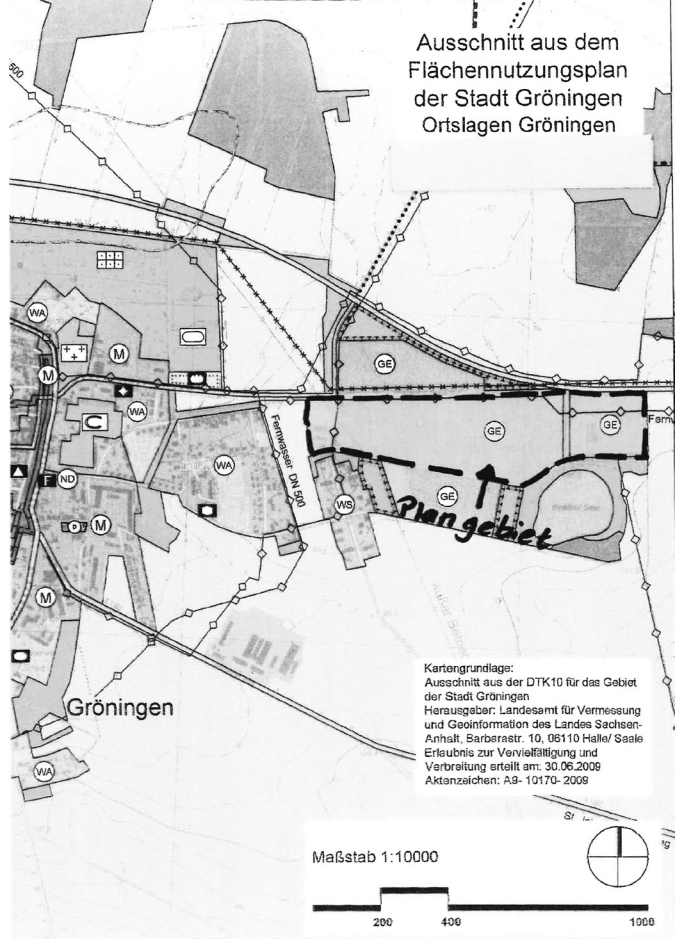 Ausschnitt aus dem
Flächennutzungsplan
der Stadt Gröningen
Ortslagen Gröningen
500
WA
M
M
GE
WA
Fernwasser DN 500
WA
GE
GE
ND
F
WS
GE
Plangebiet
D
M
M
Gröningen
WA
Kartengrundlage:
Ausschnitt aus der DTK10 für das Gebiet
der Stadt Gröningen
Herausgeber: Landesamt für Vermessung
und Geoinformation des Landes Sachsen-
Anhalt, Barbarastr. 10, 06110 Halle/ Saale
Erlaubnis zur Vervielfältigung und
Verbreitung erteilt am: 30.06.2009
Aktenzeichen: A9- 10170- 2009
Maßstab 1:10000
200 400 1000